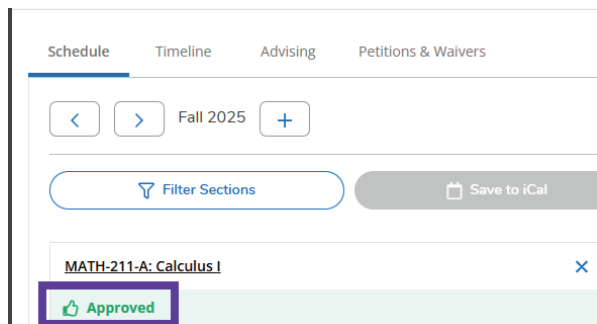 Schedule Timeline Advising Petitions & Waivers
Fall 2025
Filter Sections Save to iCal
MATH-211-A: Calculus I
Approved